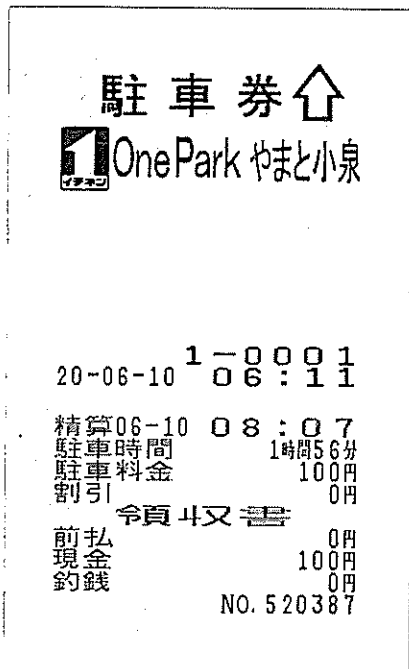 駐車券
イチネン
1 One Park やまと小泉
1-0001
20-06-10 06:11
精算06-10 08:07
駐車時間 1時間56分
駐車料金 100円
割引 0円
領収書
前払 0円
現金 100円
釣銭 0円
NO. 520387